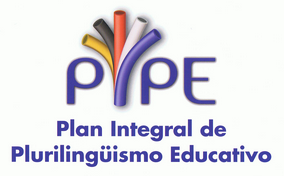 PIPE
Plan Integral de
Plurilingüismo Educativo